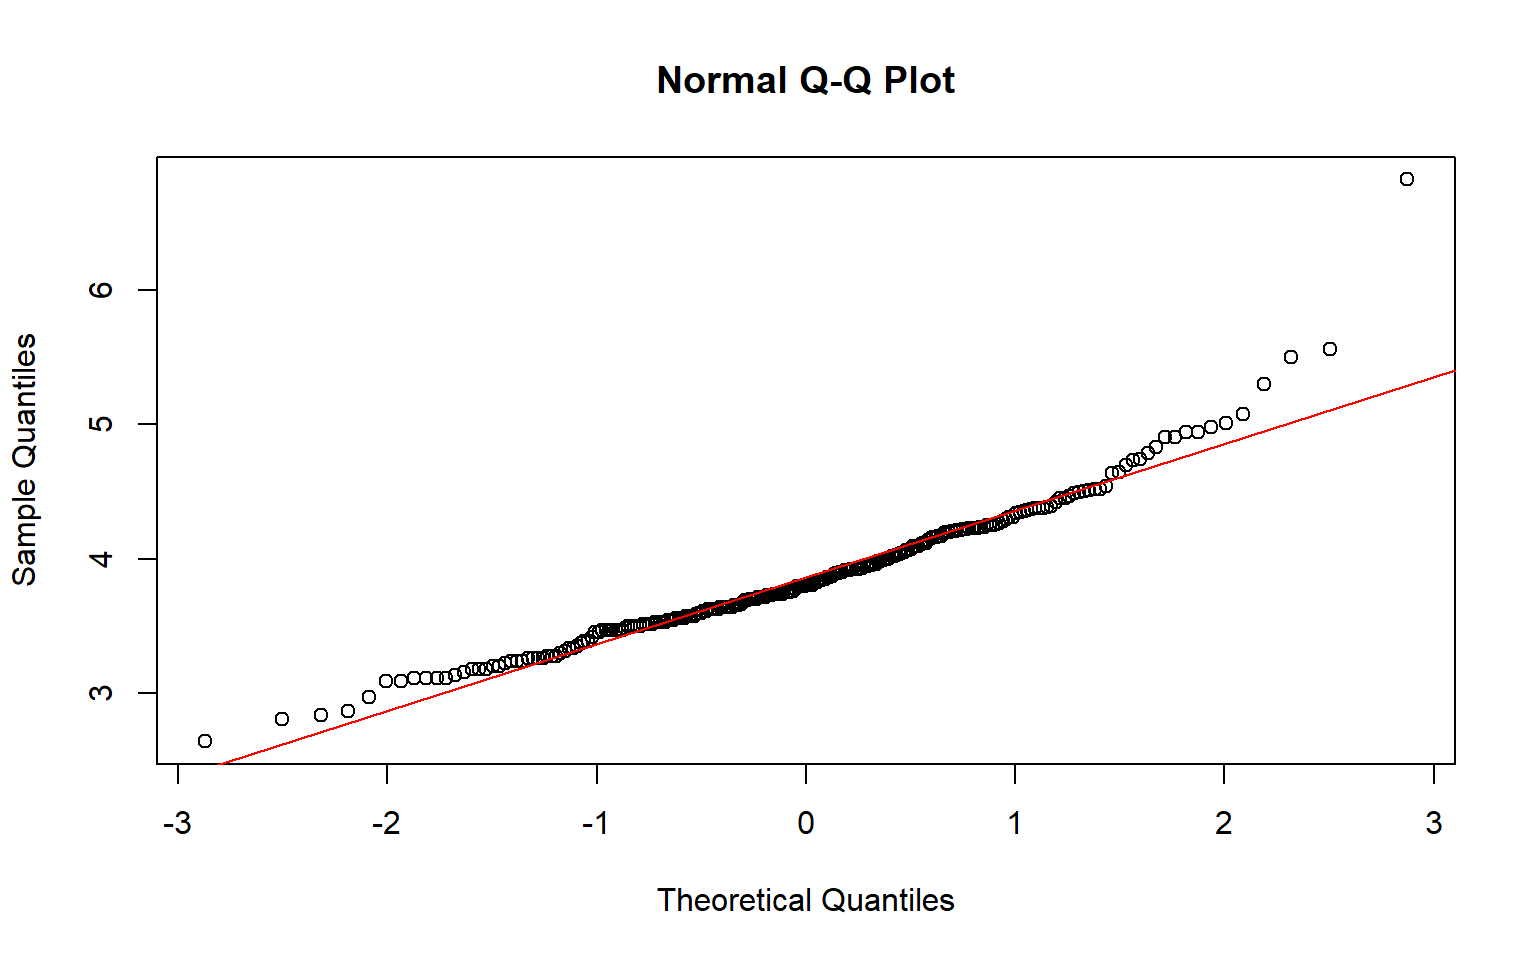 Normal Q-Q Plot
Sample Quantiles
6
5
4
3
-3 -2 -1 0 1 2 3
Theoretical Quantiles